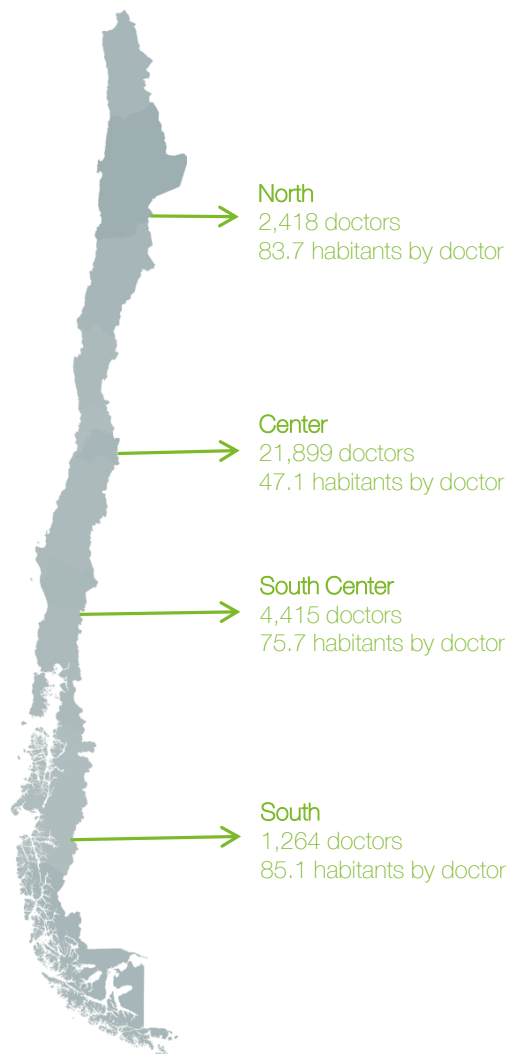 North
2,418 doctors
83.7 habitants by doctor
Center
21,899 doctors
47.1 habitants by doctor
South Center
4,415 doctors
75.7 habitants by doctor
South
1,264 doctors
85.1 habitants by doctor